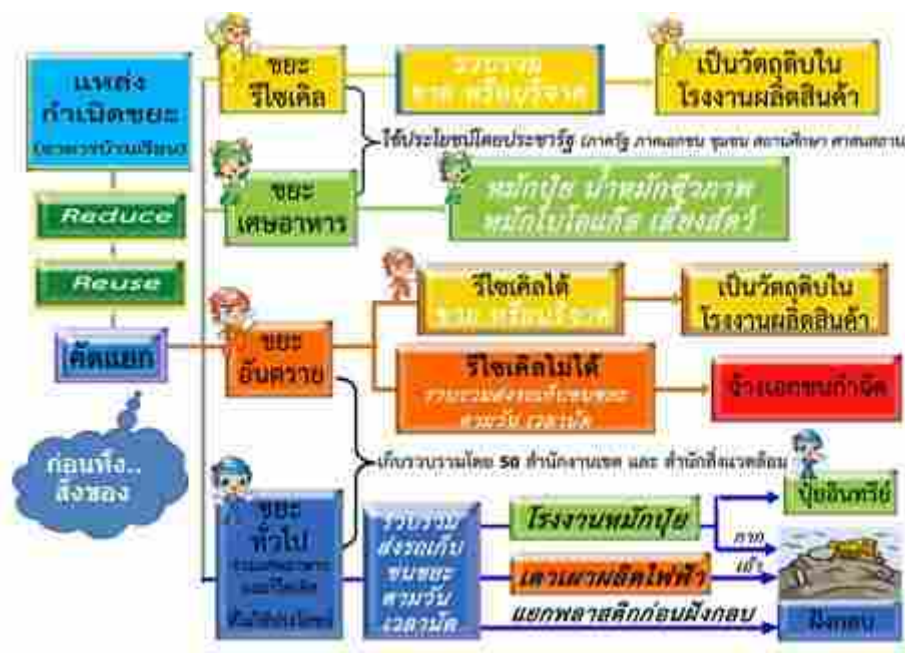 แหล่ง
กำเนิดขยะ
(อาคารบ้านเรือน)
Reduce
Reuse
คัดแยก
ก่อนทิ้ง..
สิ่งของ
ขยะ
รีไซเคิล
รวบรวม
ขาย หรือบริจาค
เป็นวัตถุดิบใน
โรงงานผลิตสินค้า
ใช้ประโยชน์โดยประชารัฐ (ภาครัฐ ภาคเอกชน ชุมชน สถานศึกษา ศาสนสถาน)
ขยะ
เศษอาหาร
หมักปุ๋ย น้ำหมักชีวภาพ
หมักไบโอแก๊ส เลี้ยงสัตว์
ขยะ
อันตราย
รีไซเคิลได้
ขาย หรือบริจาค
เป็นวัตถุดิบใน
โรงงานผลิตสินค้า
รีไซเคิลไม่ได้
รวบรวมส่งรถเก็บขนขยะ
ตามวัน เวลานัด
จ้างเอกชนกำจัด
เก็บรวบรวมโดย 50 สำนักงานเขต และ สำนักสิ่งแวดล้อม
ขยะ
ทั่วไป
รวบรวม
ส่งรถเก็บ
ขนขยะ
ตามวัน
เวลานัด
โรงงานหมักปุ๋ย
ปุ๋ยอินทรีย์
กาก
เตาเผาผลิตไฟฟ้า
เถ้า
แยกพลาสติกก่อนฝังกลบ
ฝังกลบ